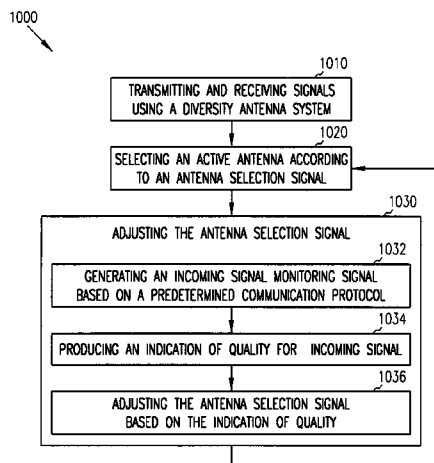 1000
1010
TRANSMITTING AND RECEIVING SIGNALS
USING A DIVERSITY ANTENNA SYSTEM
1020
SELECTING AN ACTIVE ANTENNA ACCORDING
TO AN ANTENNA SELECTION SIGNAL
1030
ADJUSTING THE ANTENNA SELECTION SIGNAL
1032
GENERATING AN INCOMING SIGNAL MONITORING SIGNAL
BASED ON A PREDETERMINED COMMUNICATION PROTOCOL
1034
PRODUCING AN INDICATION OF QUALITY FOR INCOMING SIGNAL
1036
ADJUSTING THE ANTENNA SELECTION SIGNAL
BASED ON THE INDICATION OF QUALITY